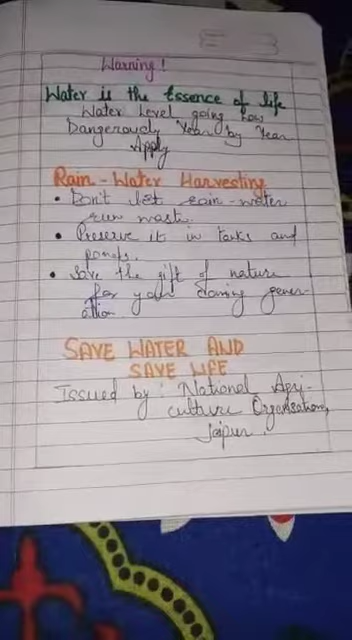 Warning!
Water is the Essence of life
Water Level going Low
Dangerously Year by Year
Apply
Rain-Water Harvesting
• Don't let rain-water
run waste.
• Preserve it in tanks and
ponds.
• Save the gift of nature
for your coming gener-
ation
SAVE WATER AND
SAVE LIFE
Issued by: National Agri-
culture Organisation,
Jaipur.